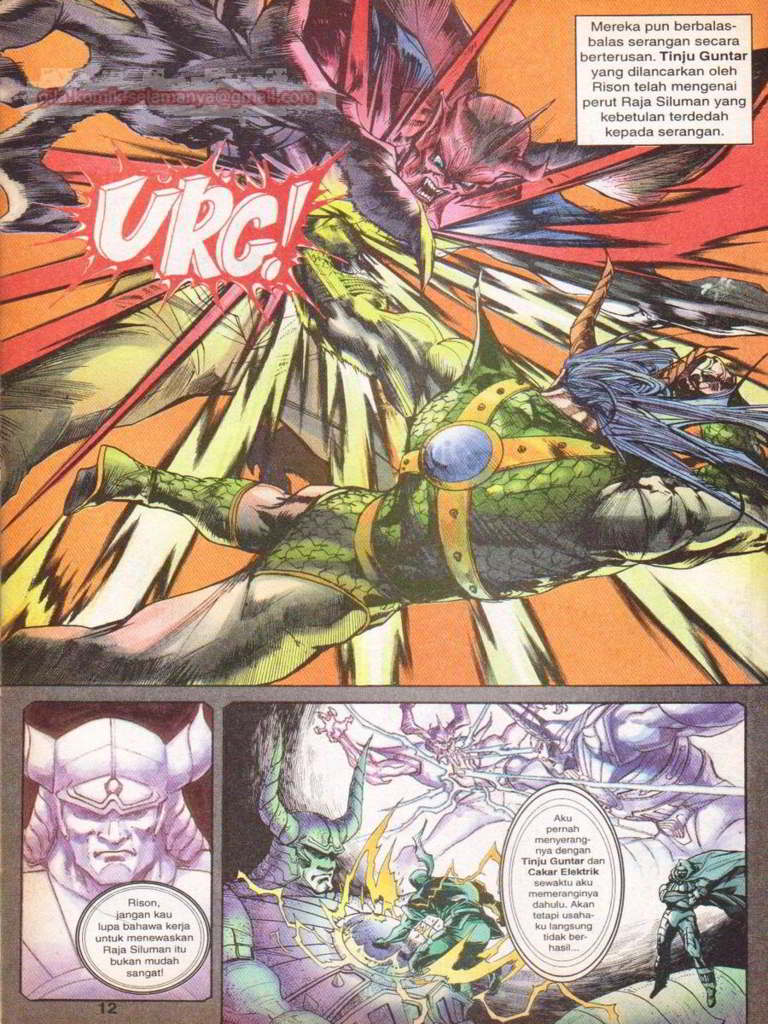 Mereka pun berbalas-
balas serangan secara
berterusan. Tinju Guntar
yang dilancarkan oleh
Rison telah mengenai
perut Raja Siluman yang
kebetulan terdedah
kepada serangan.
URG!
Rison,
jangan kau
lupa bahawa kerja
untuk menewaskan
Raja Siluman itu
bukan mudah
sangat!
Aku
pernah
menyerang-
nya dengan
Tinju Guntar dan
Cakar Elektrik
sewaktu aku
memeranginya
dahulu. Akan
tetapi usaha-
ku langsung
tidak ber-
hasil...
12